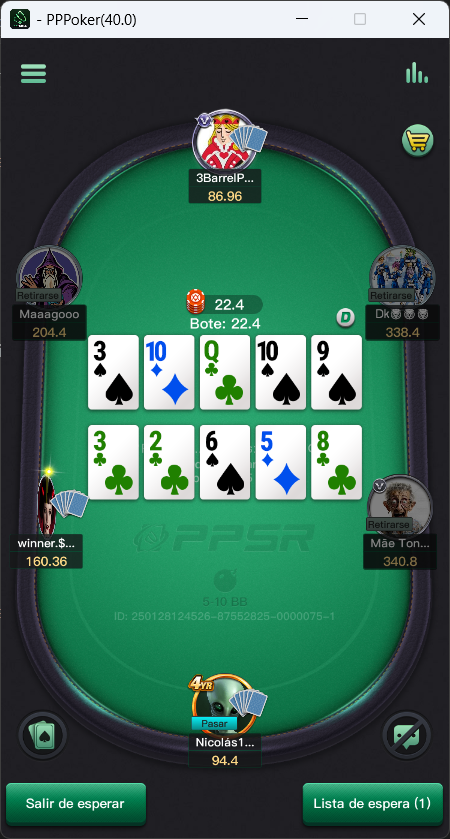 - PPPoker(40.0)
3BarrelP...
86.96
Retirarse
Maaagooo
204.4
Retirarse
Dk💀💀💀
338.4
22.4
Bote: 22.4
D
3 10 Q 10 9
3 2 6 5 8
winner.$...
160.36
Retirarse
Mãe Ton...
340.8
PPSR
5-10 BB
ID: 250128124526-87552825-0000075-1
4YR
Pasar
Nicolás1...
94.4
Salir de esperar
Lista de espera (1)